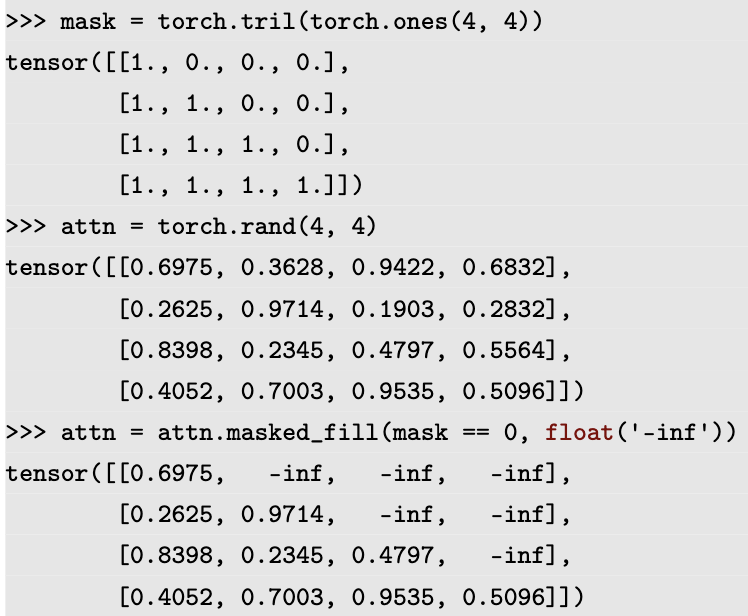 >>> mask = torch.tril(torch.ones(4, 4))
tensor([[1., 0., 0., 0.],
        [1., 1., 0., 0.],
        [1., 1., 1., 0.],
        [1., 1., 1., 1.]])
>>> attn = torch.rand(4, 4)
tensor([[0.6975, 0.3628, 0.9422, 0.6832],
        [0.2625, 0.9714, 0.1903, 0.2832],
        [0.8398, 0.2345, 0.4797, 0.5564],
        [0.4052, 0.7003, 0.9535, 0.5096]])
>>> attn = attn.masked_fill(mask == 0, float('-inf'))
tensor([[0.6975,   -inf,   -inf,   -inf],
        [0.2625, 0.9714,   -inf,   -inf],
        [0.8398, 0.2345, 0.4797,   -inf],
        [0.4052, 0.7003, 0.9535, 0.5096]])